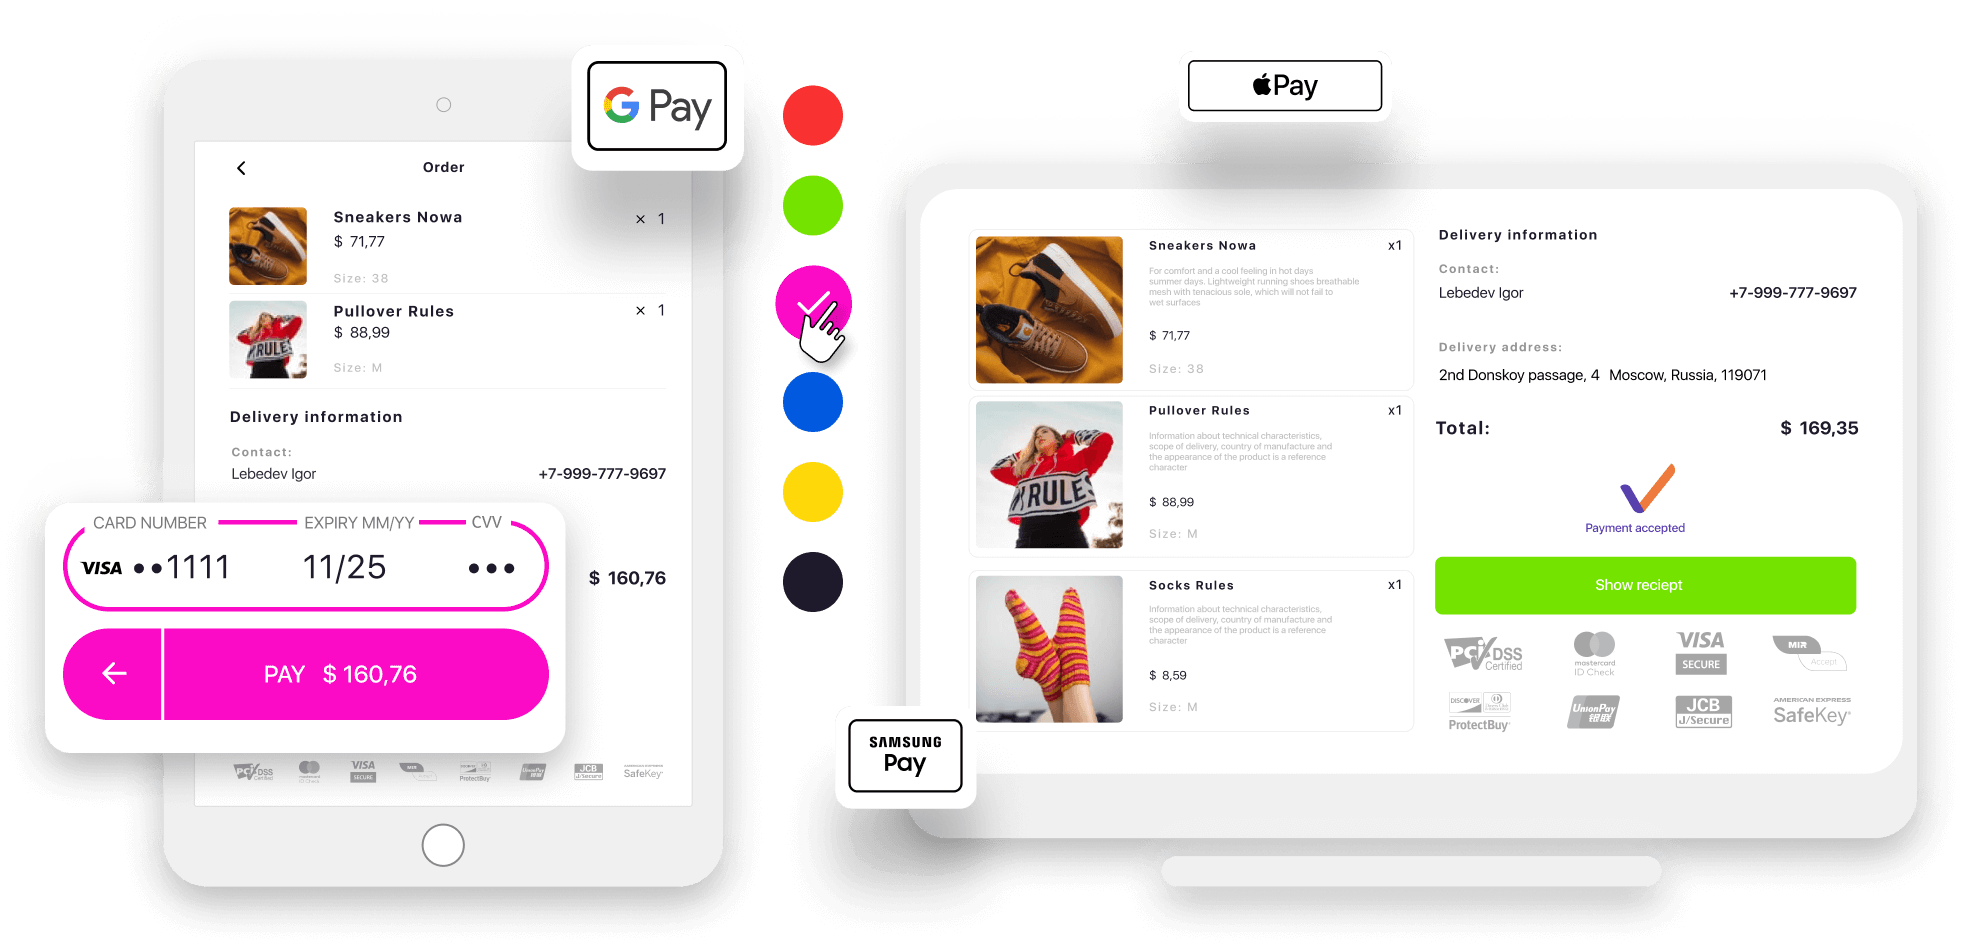 G Pay
Order
Sneakers Nowa
× 1
$ 71,77
Size: 38
Pullover Rules
× 1
$ 88,99
Size: M
RULES
Delivery information
Contact:
Lebedev Igor
+7-999-777-9697
CARD NUMBER
EXPIRY MM/YY
CVV
VISA ••1111
11/25
•••
$ 160,76
PAY $ 160,76
PCI DSS
Certified
mastercard
ID Check
VISA
SECURE
MIR
Accept
ProtectBuy
UnionPay
JCB
J/Secure
AMERICAN EXPRESS
SafeKey
Pay
SAMSUNG
Pay
Sneakers Nowa
x1
For comfort and a cool feeling in hot days
summer days. Lightweight running shoes breathable
mesh with tenacious sole, which will not fail to
wet surfaces
$ 71,77
Size: 38
Pullover Rules
x1
Information about technical characteristics,
scope of delivery, country of manufacture and
the appearance of the product is a reference
character
$ 88,99
Size: M
RULES
Socks Rules
x1
Information about technical characteristics,
scope of delivery, country of manufacture and
the appearance of the product is a reference
character
$ 8,59
Size: M
Delivery information
Contact:
Lebedev Igor
+7-999-777-9697
Delivery address:
2nd Donskoy passage, 4 Moscow, Russia, 119071
Total:
$ 169,35
Payment accepted
Show reciept
PCI DSS
Certified
mastercard
ID Check
VISA
SECURE
MIR
Accept
DISCOVER
ProtectBuy
UnionPay
银联
JCB
J/Secure
AMERICAN EXPRESS
SafeKey